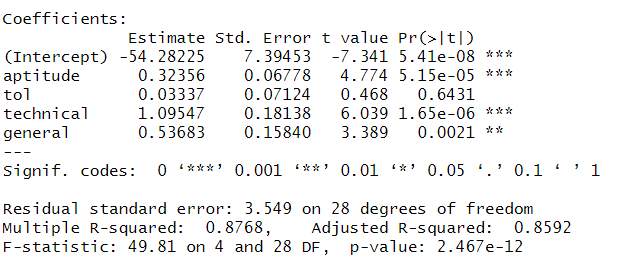 Coefficients:
Estimate Std. Error t value Pr(>|t|)
(Intercept) -54.28225 7.39453 -7.341 5.41e-08 ***
aptitude 0.32356 0.06778 4.774 5.15e-05 ***
tol 0.03337 0.07124 0.468 0.6431
technical 1.09547 0.18138 6.039 1.65e-06 ***
general 0.53683 0.15840 3.389 0.0021 **
---
Signif. codes: 0 ‘***’ 0.001 ‘**’ 0.01 ‘*’ 0.05 ‘.’ 0.1 ‘ ’ 1
Residual standard error: 3.549 on 28 degrees of freedom
Multiple R-squared: 0.8768, Adjusted R-squared: 0.8592
F-statistic: 49.81 on 4 and 28 DF, p-value: 2.467e-12